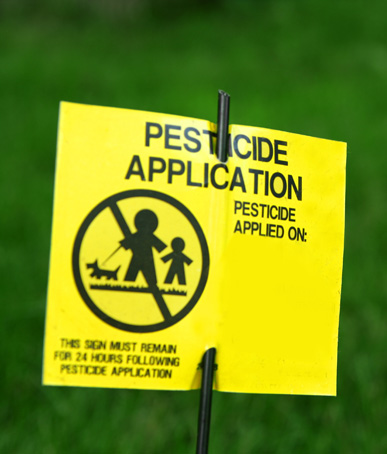 PESTICIDE
APPLICATION
PESTICIDE
APPLIED ON:
THIS SIGN MUST REMAIN
FOR 24 HOURS FOLLOWING
PESTICIDE APPLICATION